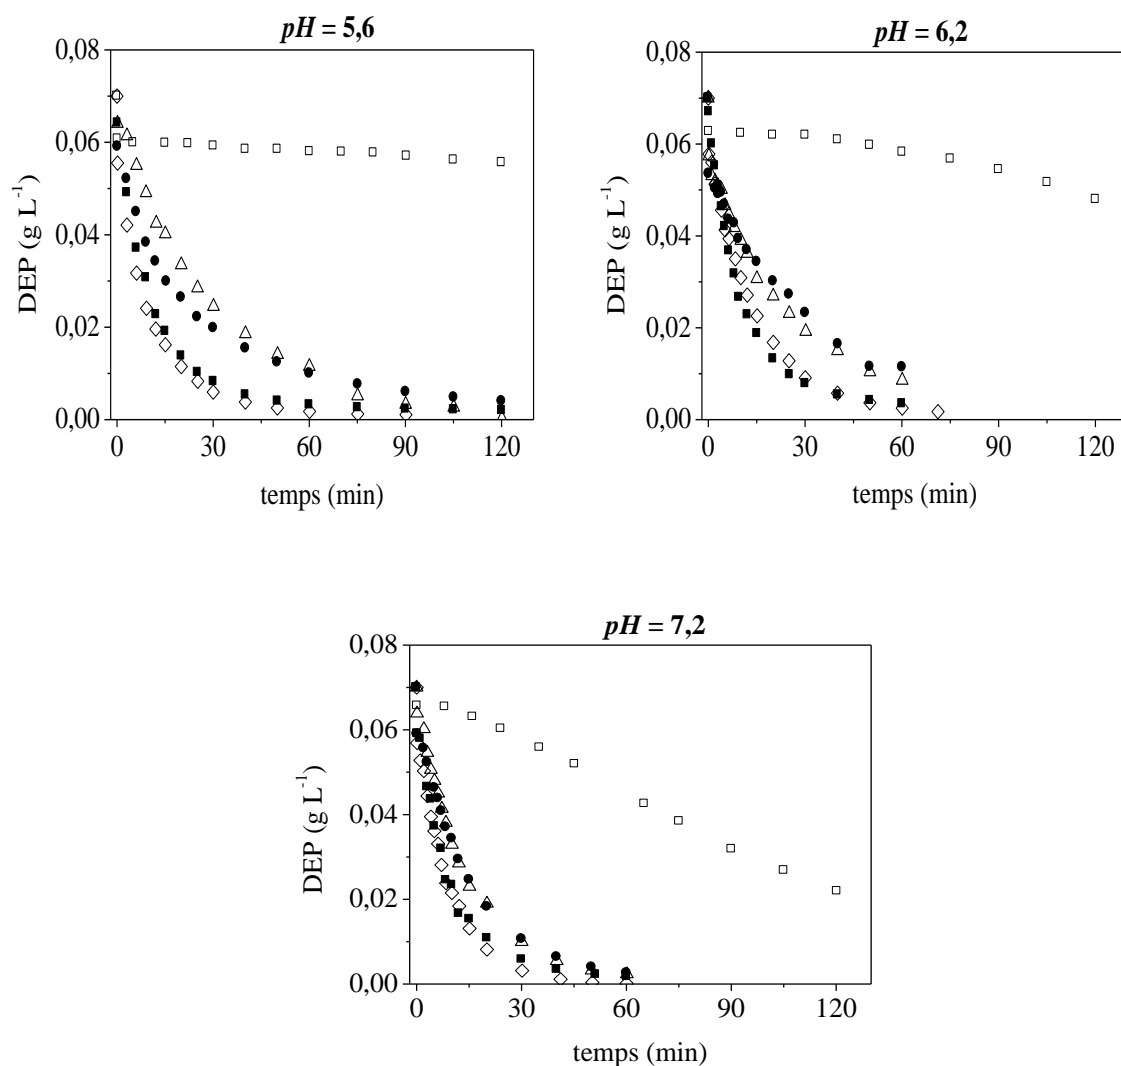 pH = 5,6
0,08
0,06
0,04
0,02
0,00
DEP (g L-1)
0 30 60 90 120
temps (min)
pH = 6,2
0,08
0,06
0,04
0,02
0,00
DEP (g L-1)
0 30 60 90 120
temps (min)
pH = 7,2
0,08
0,06
0,04
0,02
0,00
DEP (g L-1)
0 30 60 90 120
temps (min)